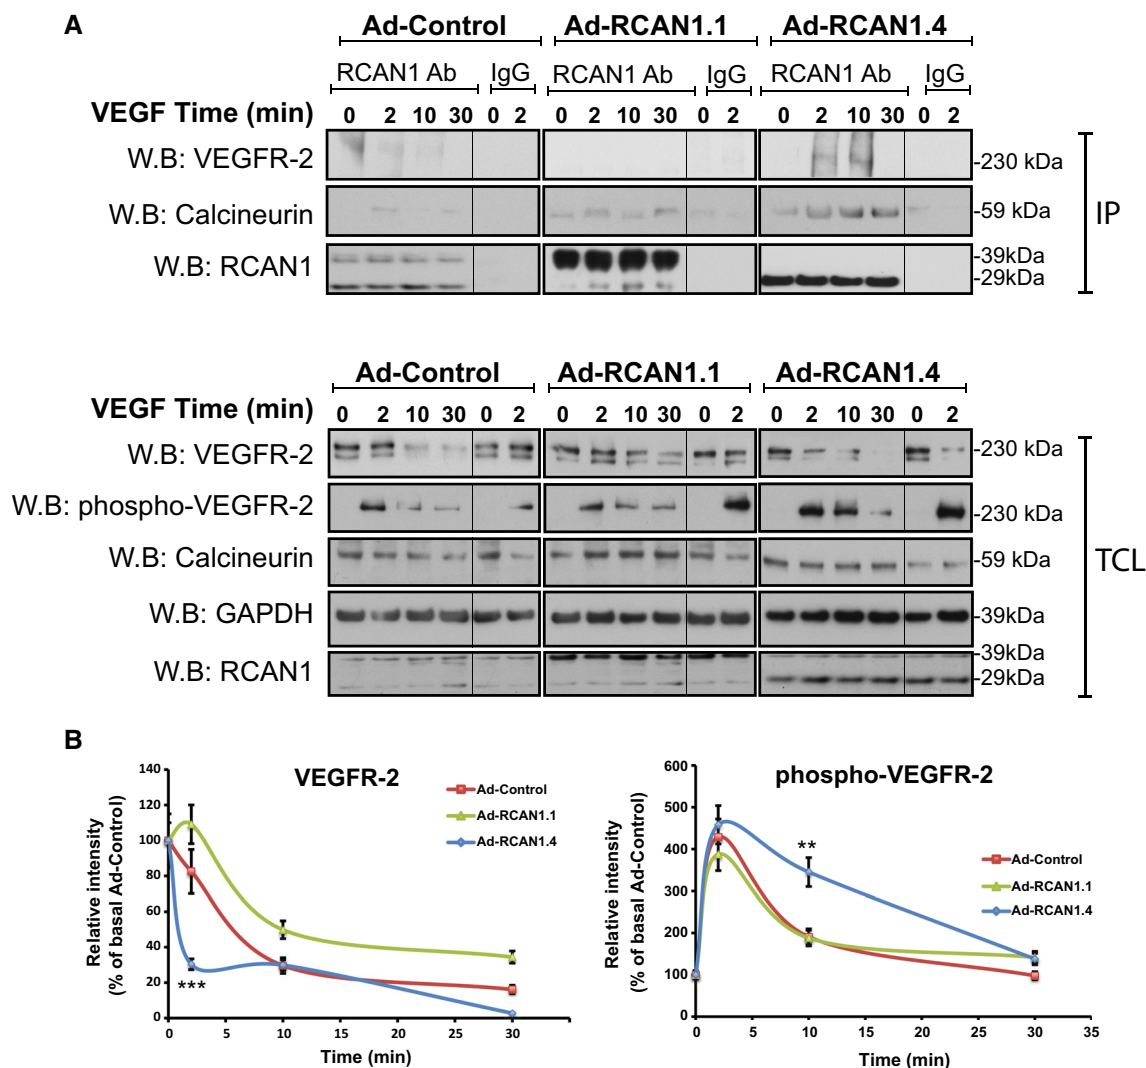 A
Ad-Control Ad-RCAN1.1 Ad-RCAN1.4
RCAN1 Ab IgG RCAN1 Ab IgG RCAN1 Ab IgG
VEGF Time (min) 0 2 10 30 0 2 0 2 10 30 0 2 0 2 10 30 0 2
W.B: VEGFR-2 -230 kDa
W.B: Calcineurin -59 kDa
IP
W.B: RCAN1 -39kDa
-29kDa
Ad-Control Ad-RCAN1.1 Ad-RCAN1.4
VEGF Time (min) 0 2 10 30 0 2 0 2 10 30 0 2 0 2 10 30 0 2
W.B: VEGFR-2 -230 kDa
W.B: phospho-VEGFR-2 -230 kDa
W.B: Calcineurin -59 kDa
TCL
W.B: GAPDH -39kDa
W.B: RCAN1 -39kDa
-29kDa
B
VEGFR-2
Relative intensity
(% of basal Ad-Control)
140
120
100
80
60
40
20
0
0 5 10 15 20 25 30
Time (min)
Ad-Control
Ad-RCAN1.1
Ad-RCAN1.4
***
phospho-VEGFR-2
Relative intensity
(% of basal Ad-Control)
600
500
400
300
200
100
0
0 5 10 15 20 25 30 35
Time (min)
Ad-Control
Ad-RCAN1.1
Ad-RCAN1.4
**